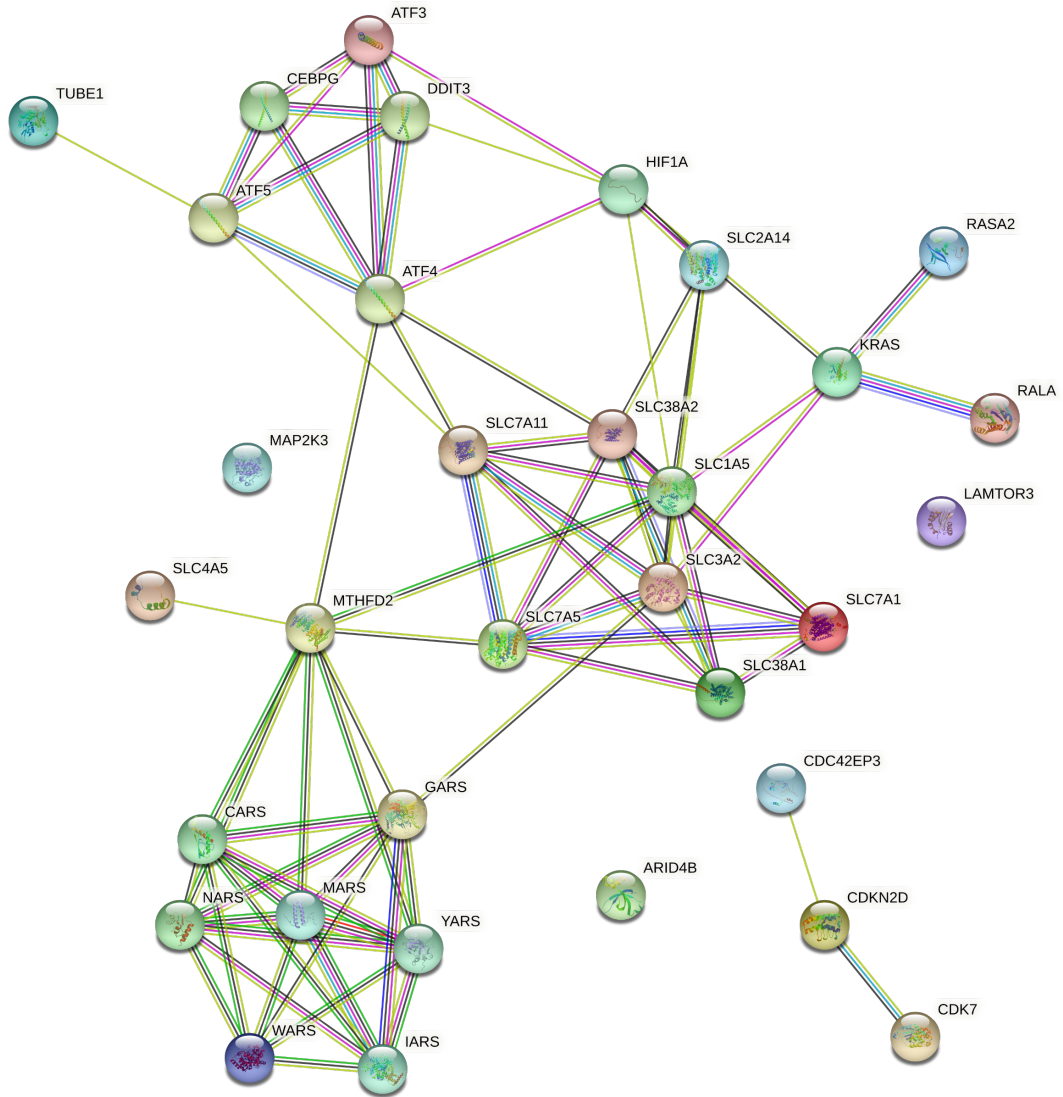 ATF3
CEBPG
DDIT3
TUBE1
HIF1A
ATF5
RASA2
SLC2A14
ATF4
KRAS
RALA
SLC38A2
SLC7A11
MAP2K3
SLC1A5
LAMTOR3
SLC3A2
SLC4A5
SLC7A1
MTHFD2
SLC7A5
SLC38A1
CDC42EP3
GARS
CARS
ARID4B
MARS
NARS
CDKN2D
YARS
CDK7
WARS
IARS